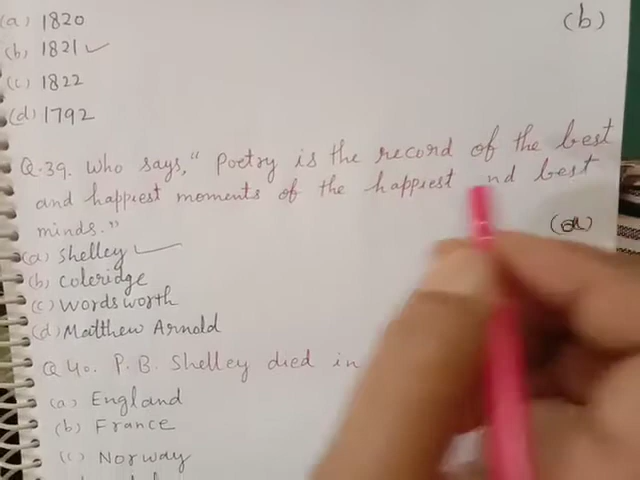 (a) 1820 (b)
(b) 1821 ✓
(c) 1822
(d) 1792
Q.39. Who says, "Poetry is the record of the best
and happiest moments of the happiest nd best
minds." (a)
(a) Shelley ✓
(b) Coleridge
(c) Wordsworth
(d) Matthew Arnold
Q 40. P.B. Shelley died in
(a) England
(b) France
(c) Norway